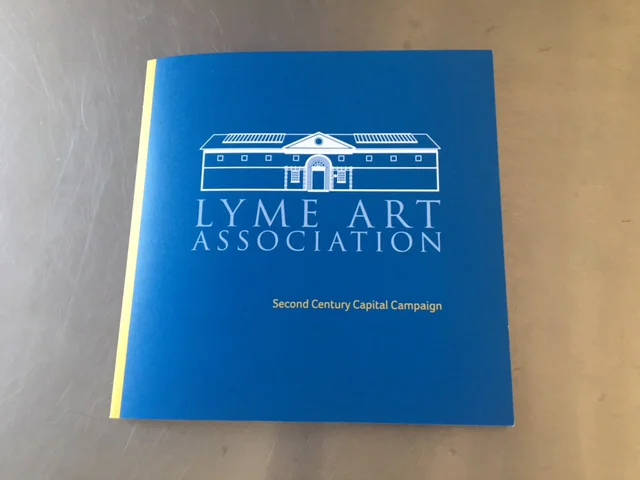 LYME ART
ASSOCIATION
Second Century Capital Campaign